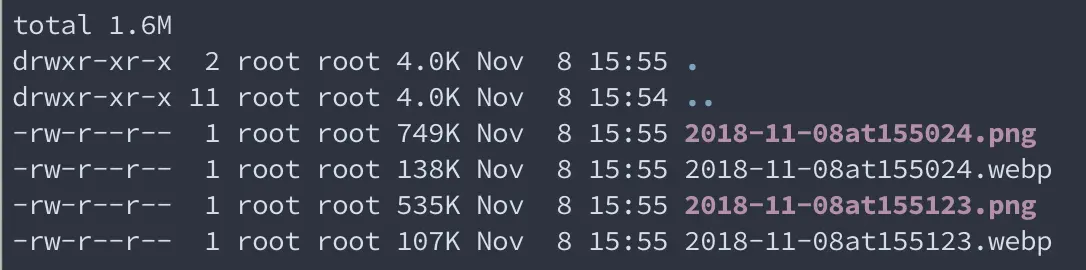 total 1.6M
drwxr-xr-x  2 root root 4.0K Nov  8 15:55 .
drwxr-xr-x 11 root root 4.0K Nov  8 15:54 ..
-rw-r--r--  1 root root 749K Nov  8 15:55 2018-11-08at155024.png
-rw-r--r--  1 root root 138K Nov  8 15:55 2018-11-08at155024.webp
-rw-r--r--  1 root root 535K Nov  8 15:55 2018-11-08at155123.png
-rw-r--r--  1 root root 107K Nov  8 15:55 2018-11-08at155123.webp